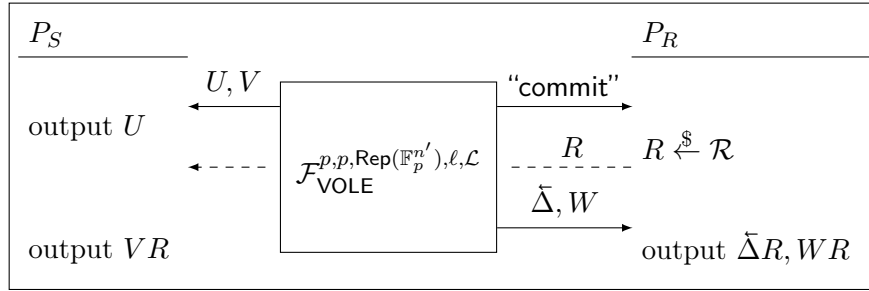 P_S P_R
U, V "commit"
output U
R R ←$ ℛ
ℱ_VOLE^{p,p,Rep(𝔽_p^{n′}),ℓ,ℒ}
Δ⃖, W
output VR output Δ⃖R, WR